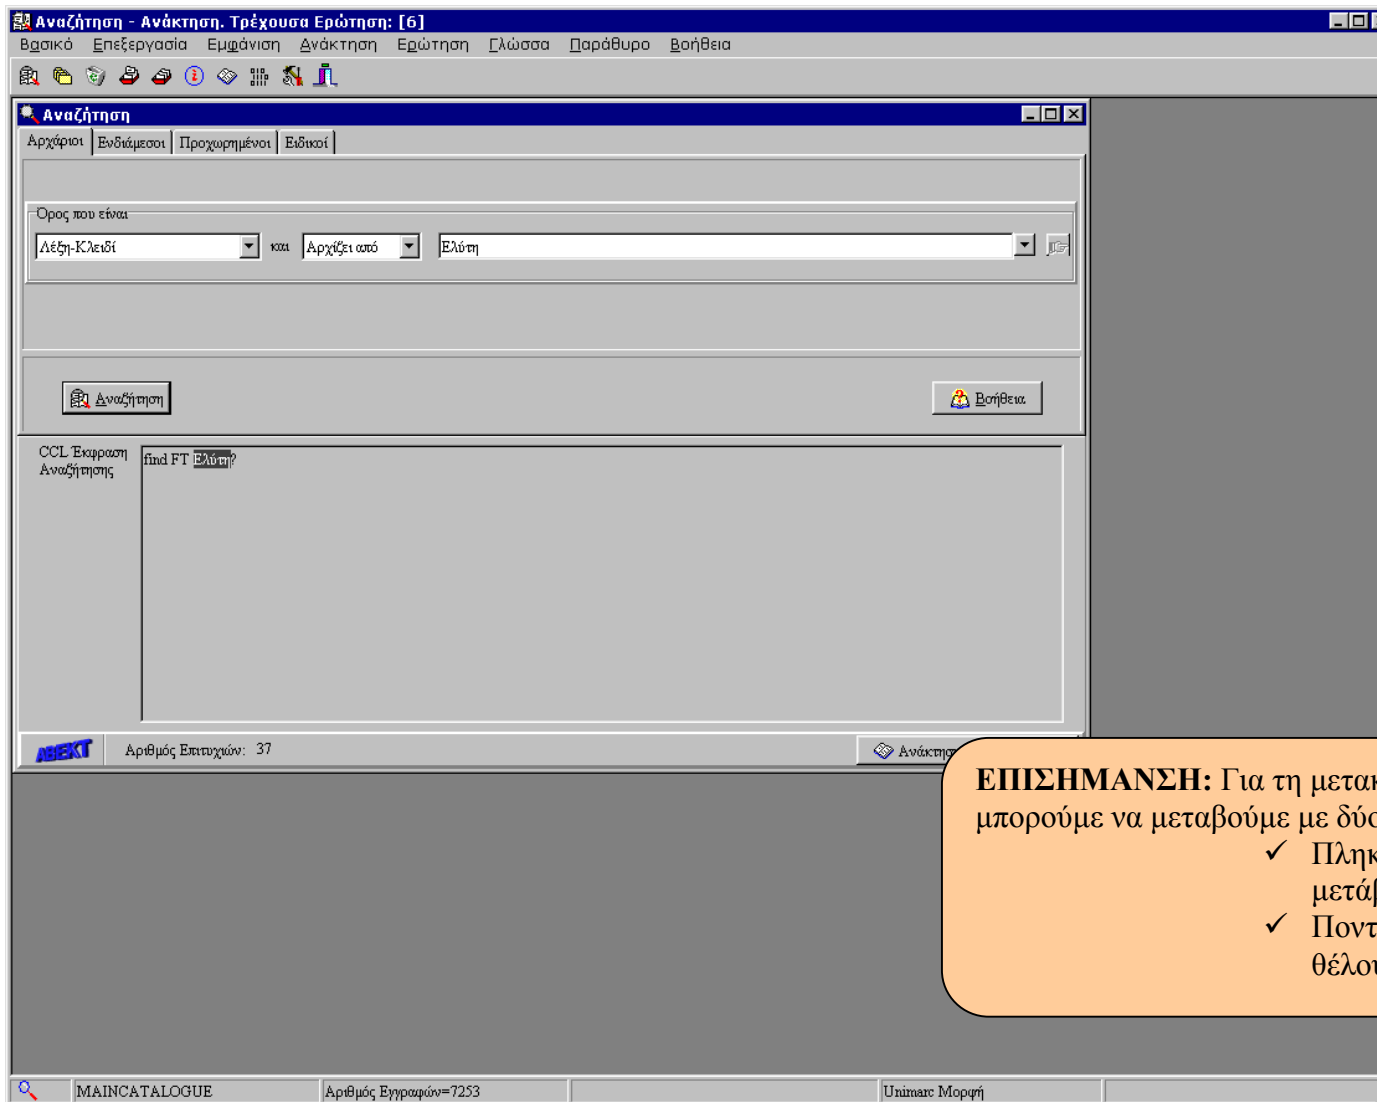 Αναζήτηση - Ανάκτηση. Τρέχουσα Ερώτηση: [6]
Βασικό Επεξεργασία Εμφάνιση Ανάκτηση Ερώτηση Γλώσσα Παράθυρο Βοήθεια
Αναζήτηση
Αρχάριοι Ενδιάμεσοι Προχωρημένοι Ειδικοί
Όρος που είναι
Λέξη-Κλειδί και Αρχίζει από Ελύτη
Αναζήτηση Βοήθεια
CCL Έκφραση
Αναζήτησης
find FT Ελύτη?
ABEKT Αριθμός Επιτυχιών: 37 Ανάκτησ
ΕΠΙΣΗΜΑΝΣΗ: Για τη μετακ
μπορούμε να μεταβούμε με δύο
✓ Πληκ
μετάβ
✓ Ποντ
θέλου
MAINCATALOGUE Αριθμός Εγγραφών=7253 Unimarc Μορφή